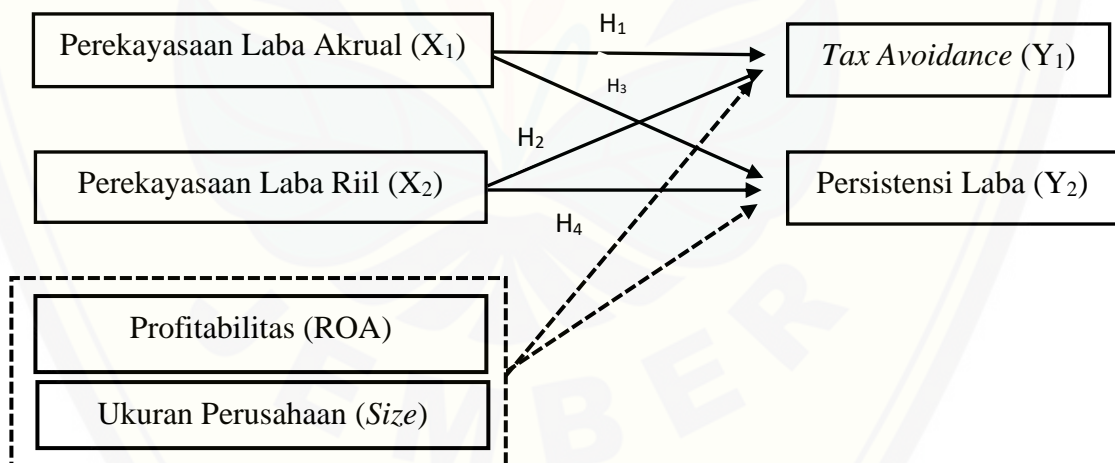 Perekayasaan Laba Akrual (X₁)
H₁
Tax Avoidance (Y₁)
H₃
H₂
Perekayasaan Laba Riil (X₂)
Persistensi Laba (Y₂)
H₄
Profitabilitas (ROA)
Ukuran Perusahaan (Size)
EMBER